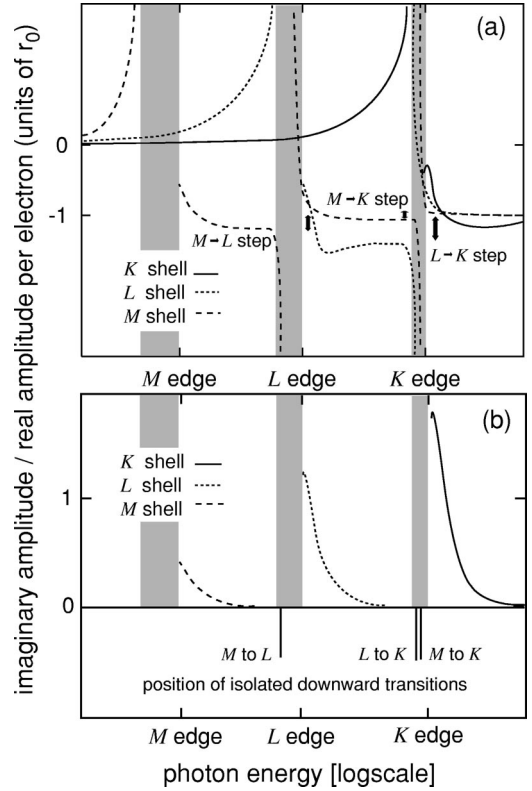 imaginary amplitude / real amplitude per electron (units of r0)
(a)
0
-1
M→K step
M→L step
L→K step
K shell
L shell
M shell
M edge L edge K edge
(b)
1
0
K shell
L shell
M shell
M to L L to K M to K
position of isolated downward transitions
M edge L edge K edge
photon energy [logscale]